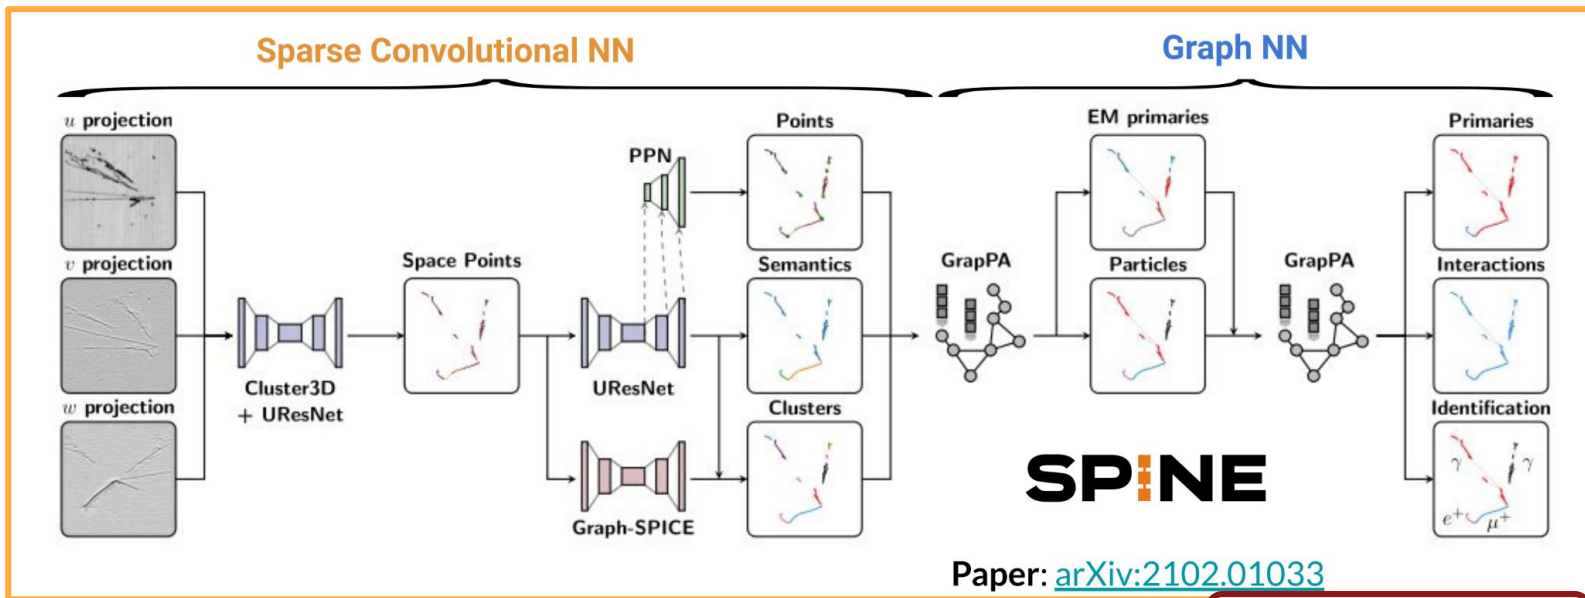 Sparse Convolutional NN
Graph NN
u projection
v projection
w projection
Cluster3D
+ UResNet
Space Points
PPN
UResNet
Graph-SPICE
Points
Semantics
Clusters
GrapPA
EM primaries
Particles
GrapPA
Primaries
Interactions
Identification
γ γ
e+ μ+
SPINE
Paper: arXiv:2102.01033